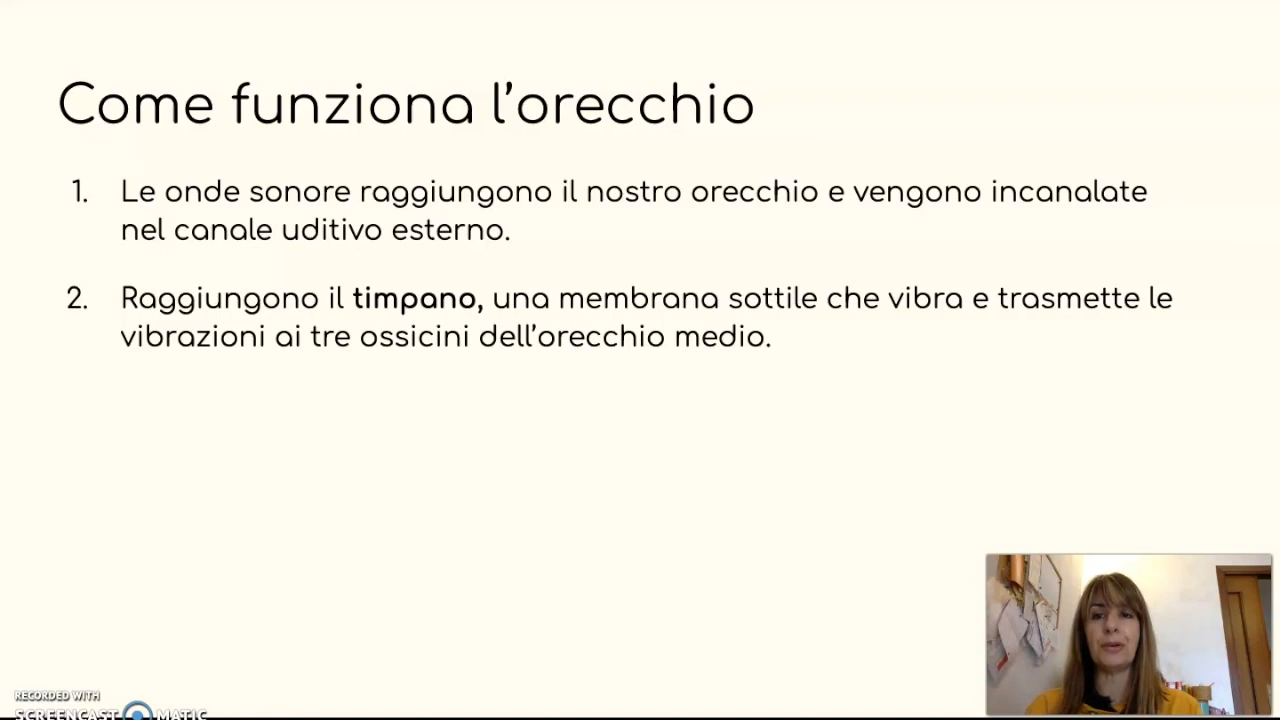 Come funziona l’orecchio
1. Le onde sonore raggiungono il nostro orecchio e vengono incanalate
nel canale uditivo esterno.
2. Raggiungono il timpano, una membrana sottile che vibra e trasmette le
vibrazioni ai tre ossicini dell’orecchio medio.
RECORDED WITH
SCREENCAST MATIC